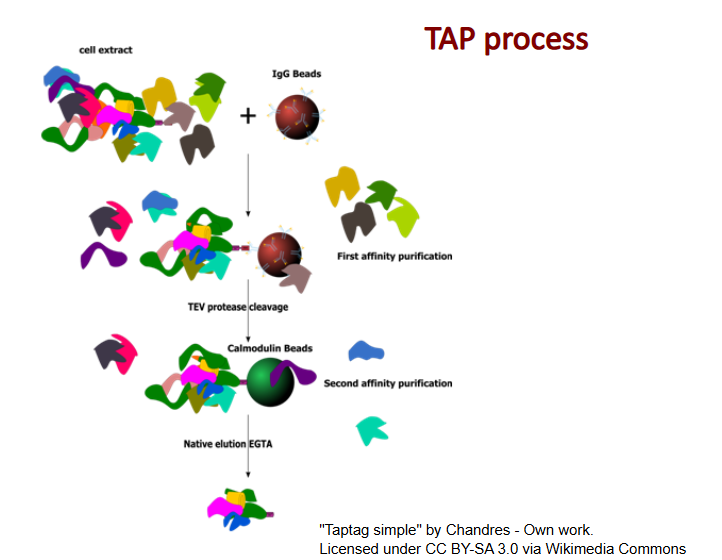 TAP process
cell extract
IgG Beads
+
First affinity purification
TEV protease cleavage
Calmodulin Beads
Second affinity purification
Native elution EGTA
"Taptag simple" by Chandres - Own work.
Licensed under CC BY-SA 3.0 via Wikimedia Commons